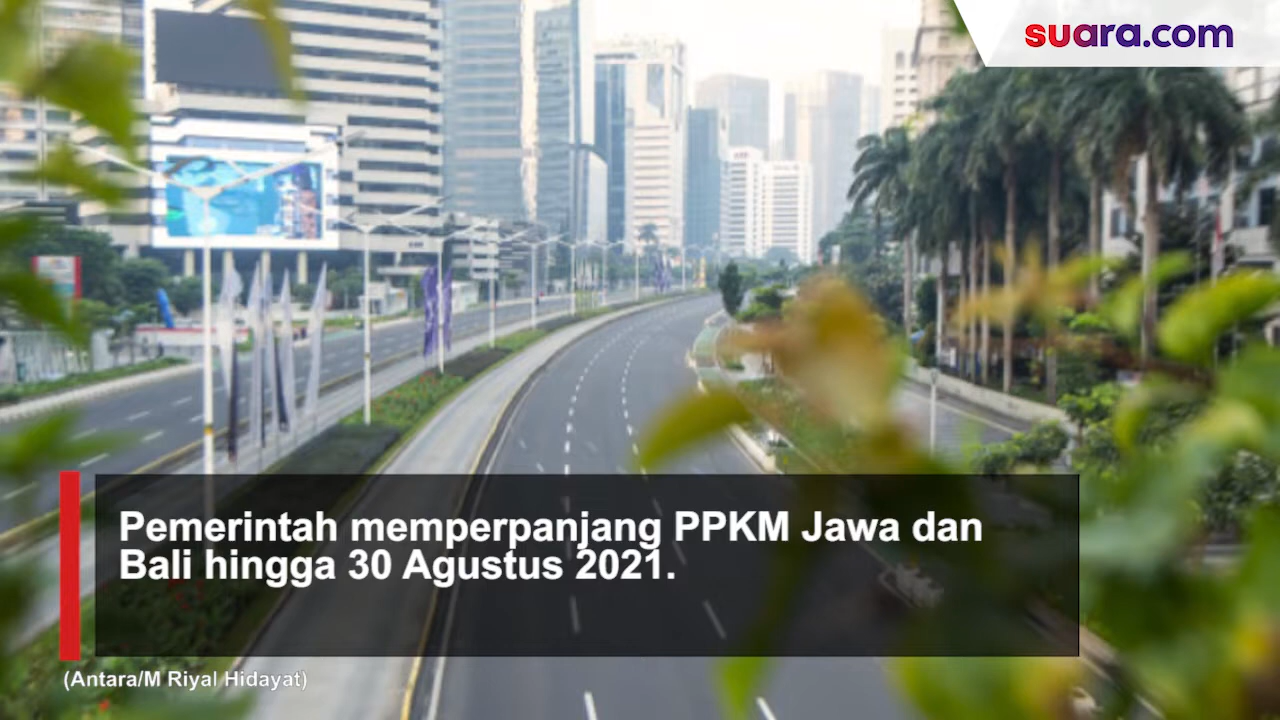 suara.com
Pemerintah memperpanjang PPKM Jawa dan
Bali hingga 30 Agustus 2021.
(Antara/M Riyal Hidayat)